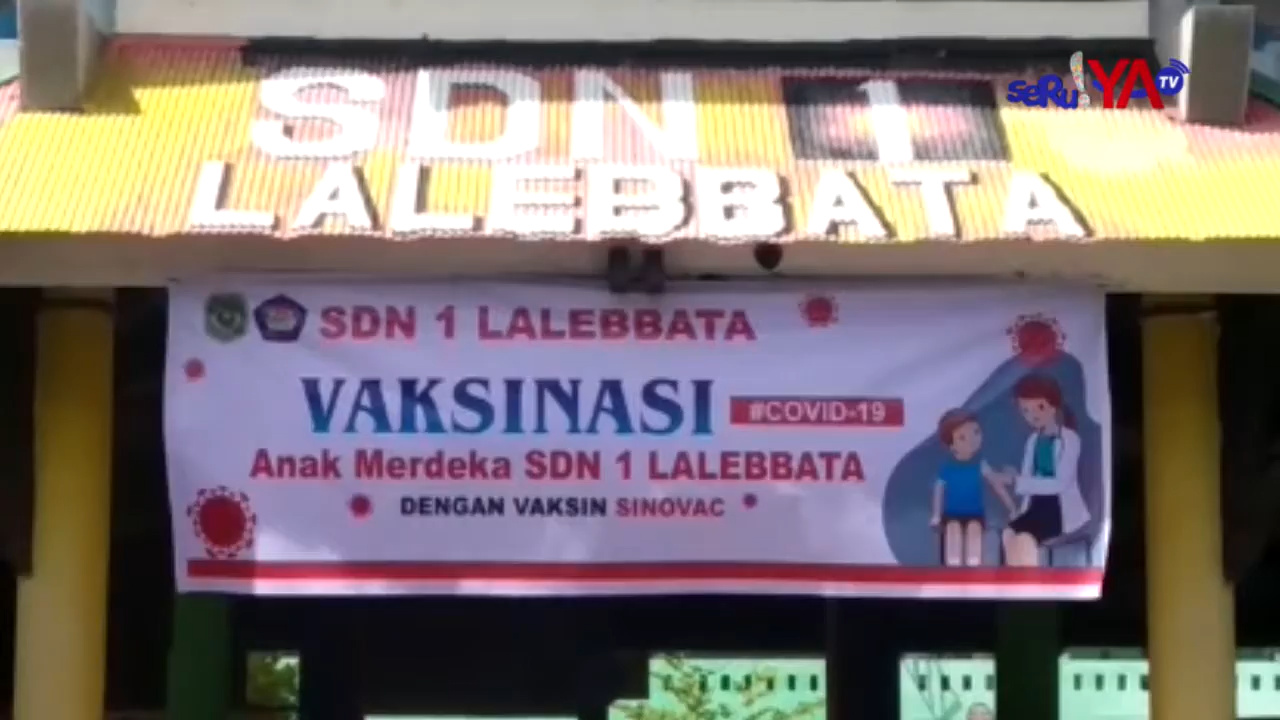 SDN 1
LALEBBATA
seRu!YA TV
SDN 1 LALEBBATA
VAKSINASI #COVID-19
Anak Merdeka SDN 1 LALEBBATA
DENGAN VAKSIN SINOVAC